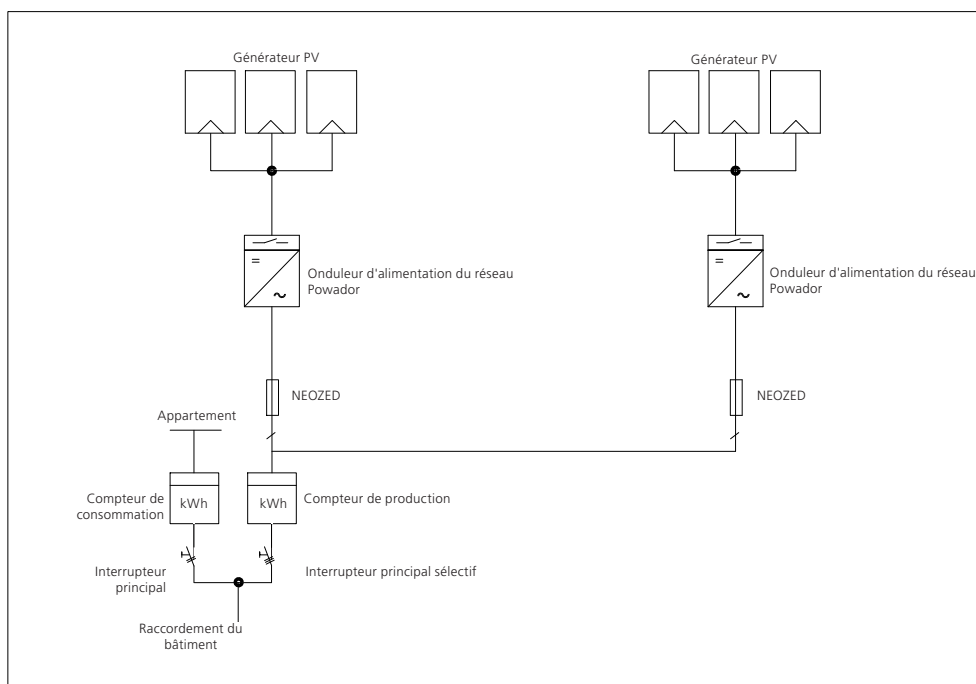 Générateur PV
Générateur PV
Onduleur d'alimentation du réseau
Powador
Onduleur d'alimentation du réseau
Powador
NEOZED
NEOZED
Appartement
Compteur de
consommation
kWh
kWh
Compteur de production
Interrupteur
principal
Interrupteur principal sélectif
Raccordement du
bâtiment